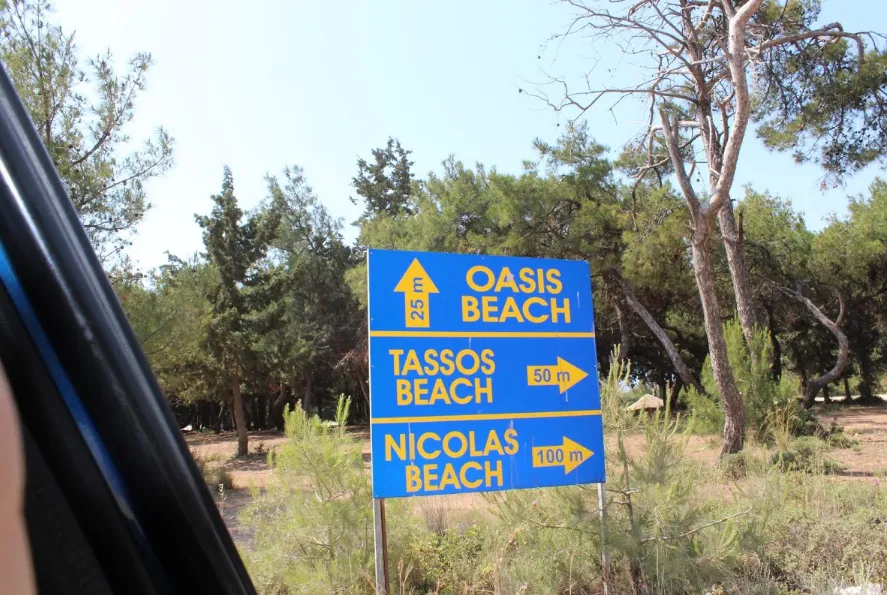 25 m
OASIS
BEACH
TASSOS
BEACH
50 m
NICOLAS
BEACH
100 m